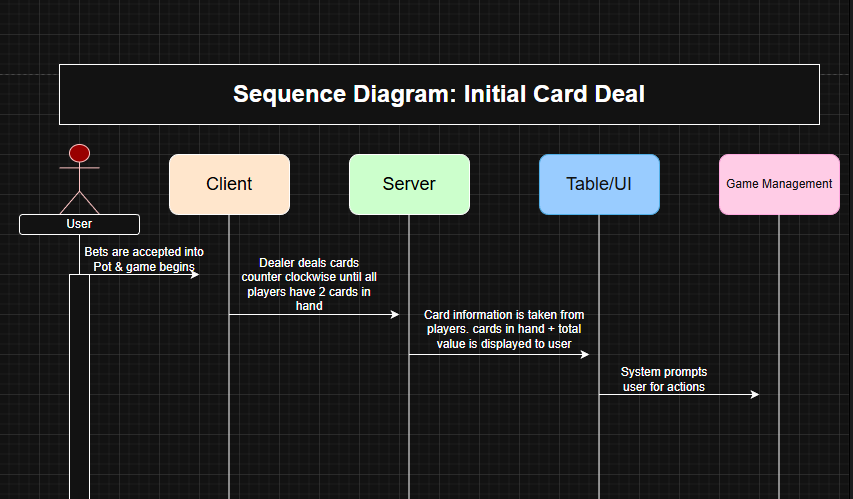 Sequence Diagram: Initial Card Deal
Client
Server
Table/UI
Game Management
User
Bets are accepted into
Pot & game begins
Dealer deals cards
counter clockwise until all
players have 2 cards in
hand
Card information is taken from
players. cards in hand + total
value is displayed to user
System prompts
user for actions